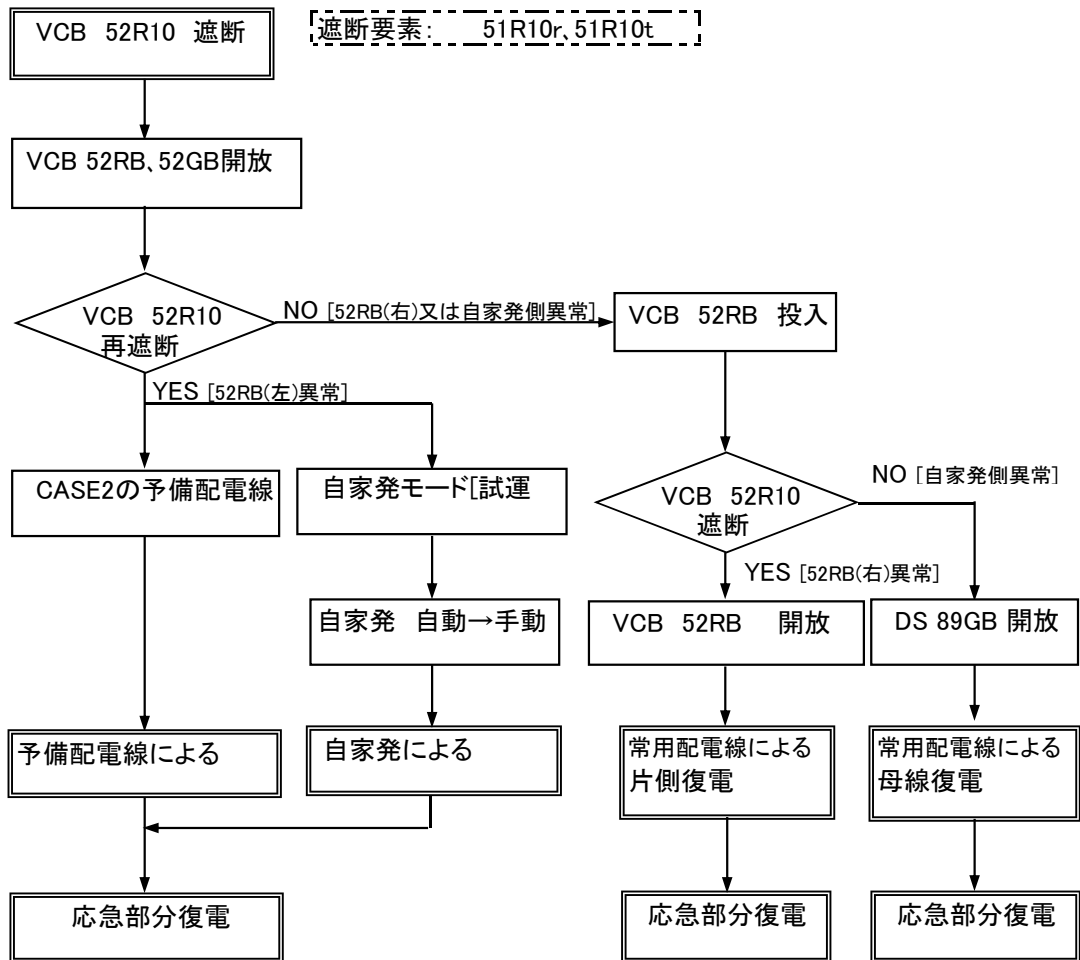 VCB 52R10 遮断
遮断要素: 51R10r、51R10t
VCB 52RB、52GB開放
VCB 52R10
再遮断
NO [52RB(右)又は自家発側異常]
VCB 52RB 投入
YES [52RB(左)異常]
CASE2の予備配電線
自家発モード[試運
VCB 52R10
遮断
NO [自家発側異常]
YES [52RB(右)異常]
自家発 自動→手動
VCB 52RB 開放
DS 89GB 開放
予備配電線による
自家発による
常用配電線による
片側復電
常用配電線による
母線復電
応急部分復電
応急部分復電
応急部分復電